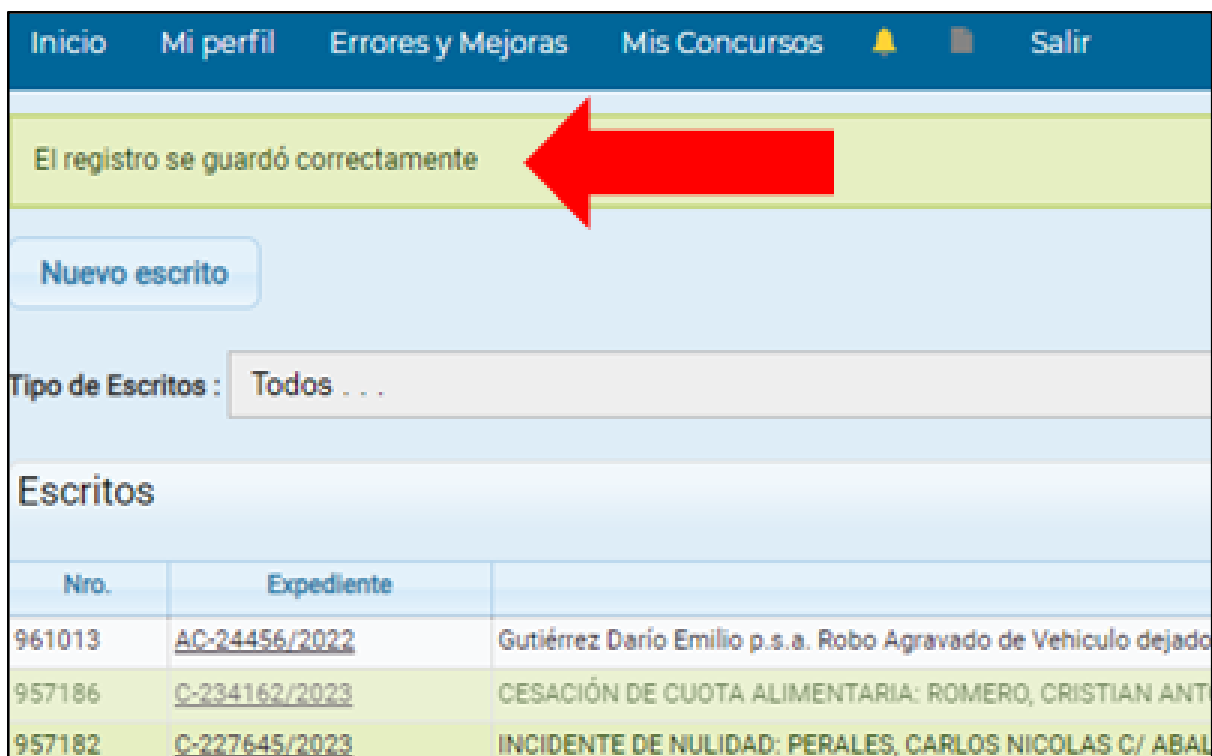 Inicio Mi perfil Errores y Mejoras Mis Concursos Salir
El registro se guardó correctamente
Nuevo escrito
Tipo de Escritos : Todos . . .
Escritos
Nro. Expediente
961013 AC-24456/2022 Gutiérrez Darío Emilio p.s.a. Robo Agravado de Vehiculo dejado
957186 C-234162/2023 CESACIÓN DE CUOTA ALIMENTARIA: ROMERO, CRISTIAN ANT
957182 C-227645/2023 INCIDENTE DE NULIDAD: PERALES, CARLOS NICOLAS C/ ABAL